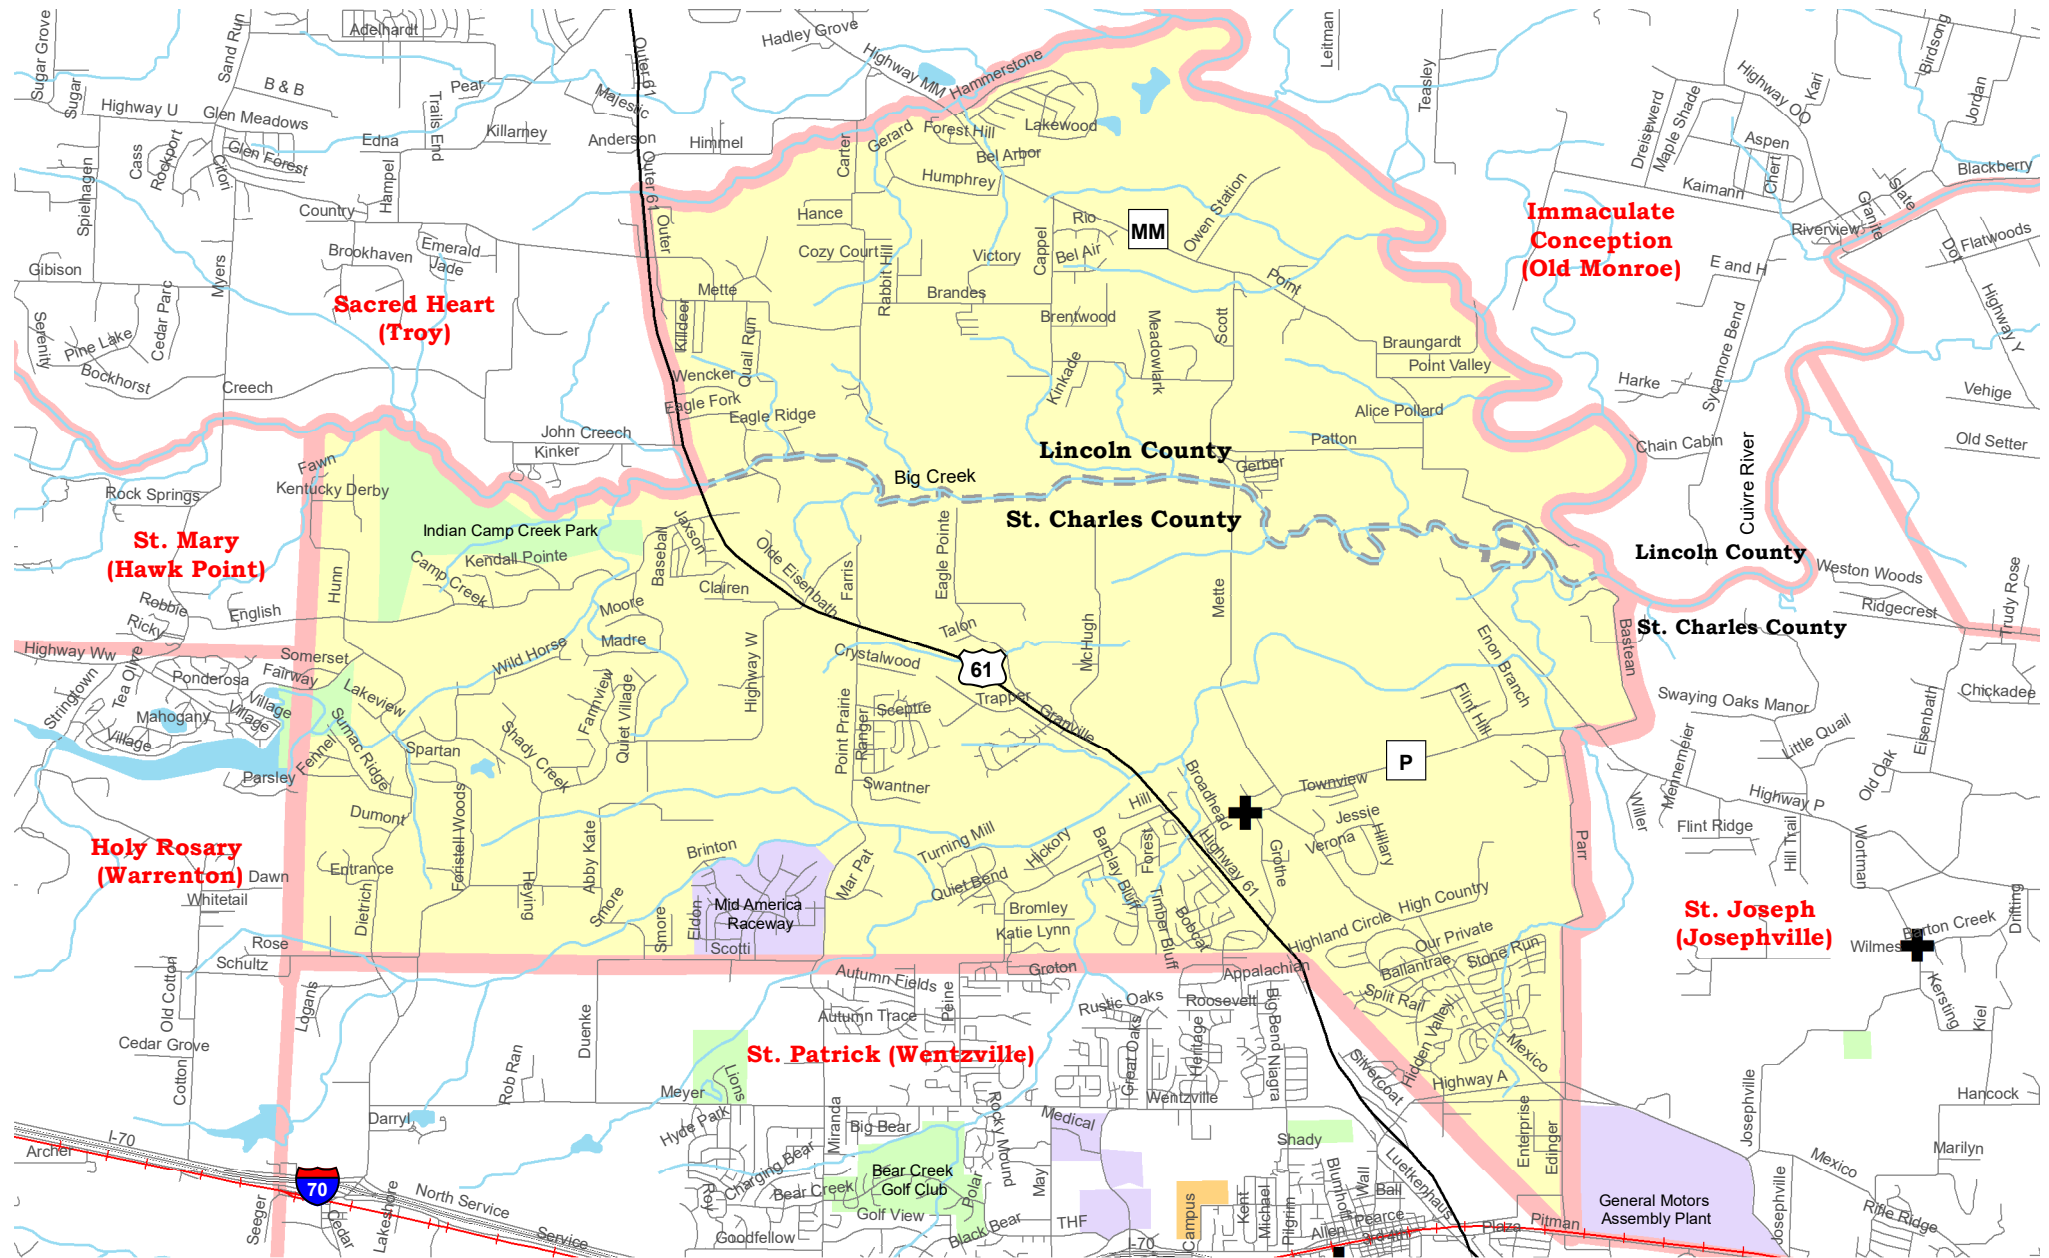 Sugar Grove
Sugar
Sand Run
Adelhardt
B & B
Highway U
Glen Meadows
Pear
Trails End
Killarney
Edna
Cass
Rockport
Glen Forest
Citori
Hampel
Spielhagen
Country
Brookhaven
Emerald
Jade
Gibison
Myers
Cedar Parc
Serenity
Pine Lake
Bockhorst
Creech
Sacred Heart
(Troy)
Outer 61
Majestic
Anderson
Himmel
Outer 61
Outer
Hadley Grove
Highway MM
Hammerstone
Carter
Gerard
Forest Hill
Lakewood
Bel Arbor
Humphrey
Hance
Cozy Court
Rabbit Hill
Rio
MM
Owen Station
Cappel
Bel Air
Victory
Brandes
Point
Mette
Killdeer
Quail Run
Brentwood
Meadowlark
Scott
Kinkade
Braungardt
Point Valley
Wencker
Eagle Fork
Eagle Ridge
Alice Pollard
Patton
Gerber
Leitman
Teasley
Dreisewerd
Maple Shade
Highway OO
Kari
Birdsong
Jordan
Aspen
Chert
Kaimann
Blackberry
Slate
Granite
Riverview
Dot
Flatwoods
Immaculate
Conception
(Old Monroe)
E and H
Highway Y
Sycamore Bend
Harke
Vehige
Chain Cabin
Old Setter
Cuivre River
John Creech
Kinker
Fawn
Kentucky Derby
Rock Springs
St. Mary
(Hawk Point)
Indian Camp Creek Park
Kendall Pointe
Camp Creek
Baseball
Jaxson
Big Creek
Lincoln County
St. Charles County
Lincoln County
St. Charles County
Olde Eisenbath
Clairen
Farris
Eagle Pointe
Mette
Hunn
Robbie
Ricky
English
Moore
Madre
Wild Horse
Talon
Crystalwood
McHugh
61
Enon Branch
Bastean
Weston Woods
Ridgecrest
Trudy Rose
Highway Ww
Somerset
Fairway
Ponderosa
Tea Olive
Stringtown
Mahogany
Village
Village
Village
Lakeview
Sumac Ridge
Fennel
Parsley
Spartan
Shady Creek
Farmview
Quiet Village
Highway W
Point Prairie
Ranger
Sceptre
Trapper
Granville
Swantner
Flint Hill
P
Swaying Oaks Manor
Chickadee
Little Quail
Eisenbath
Mennemeier
Willer
Old Oak
Highway P
Flint Ridge
Hill Trail
Wortman
Holy Rosary
(Warrenton)
Dumont
Foristell Woods
Entrance
Dietrich
Heying
Abby Kate
Smore
Smore
Brinton
Eldon
Mid America
Raceway
Scotti
Mar Pat
Turning Mill
Quiet Bend
Hickory
Bromley
Katie Lynn
Hill
Forest
Barclay Bluff
Timber Bluff
Bobcat
Broadhead
Highway 61
Townview
Jessie
Verona
Hillary
Grothe
High Country
Highland Circle
Our Private
Stone Run
Ballantrae
Split Rail
Hidden Valley
Mexico
Parr
Dawn
Whitetail
Rose
Schultz
Old Cotton
Logans
Cedar Grove
Cotton
St. Joseph
(Josephville)
Barton Creek
Wilmes
Drifting
Kersting
Kiel
Autumn Fields
Autumn Trace
Peine
Groton
Appalachian
Rustic Oaks
Roosevelt
Great Oaks
Heritage
Big Bend
Niagra
Duenke
Rob Ran
St. Patrick (Wentzville)
Meyer
Lions
Silvercoat
Highway A
Wentzville
Hancock
Josephville
Darryl
Hyde Park
Miranda
Big Bear
Rocky Mound
Medical
Shady
Enterprise
Edinger
Marilyn
Mexico
I-70
Archer
70
Charging Bear
Bear Creek
Bear Creek
Golf Club
Golf View
Polar
May
Roy
Goodfellow
Black Bear
THF
I-70
Campus
Kent
Michael
Pilgrim
Blumhoff
Wall
Ball
Pearce
Allen
3rd
4th
Luetkenhaus
Plaza
Pitman
General Motors
Assembly Plant
Josephville
Rifle Ridge
Seeger
Cedar
Lakeshore
North Service
Service